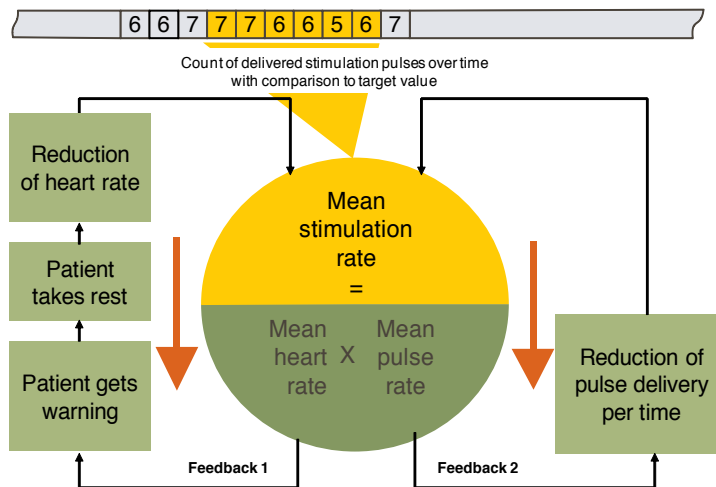 6 6 7 7 7 6 6 5 6 7
Count of delivered stimulation pulses over time
with comparison to target value
Reduction
of heart rate
Patient
takes rest
Patient gets
warning
Mean
stimulation
rate
=
Mean
heart
rate
X
Mean
pulse
rate
Reduction of
pulse delivery
per time
Feedback 1
Feedback 2